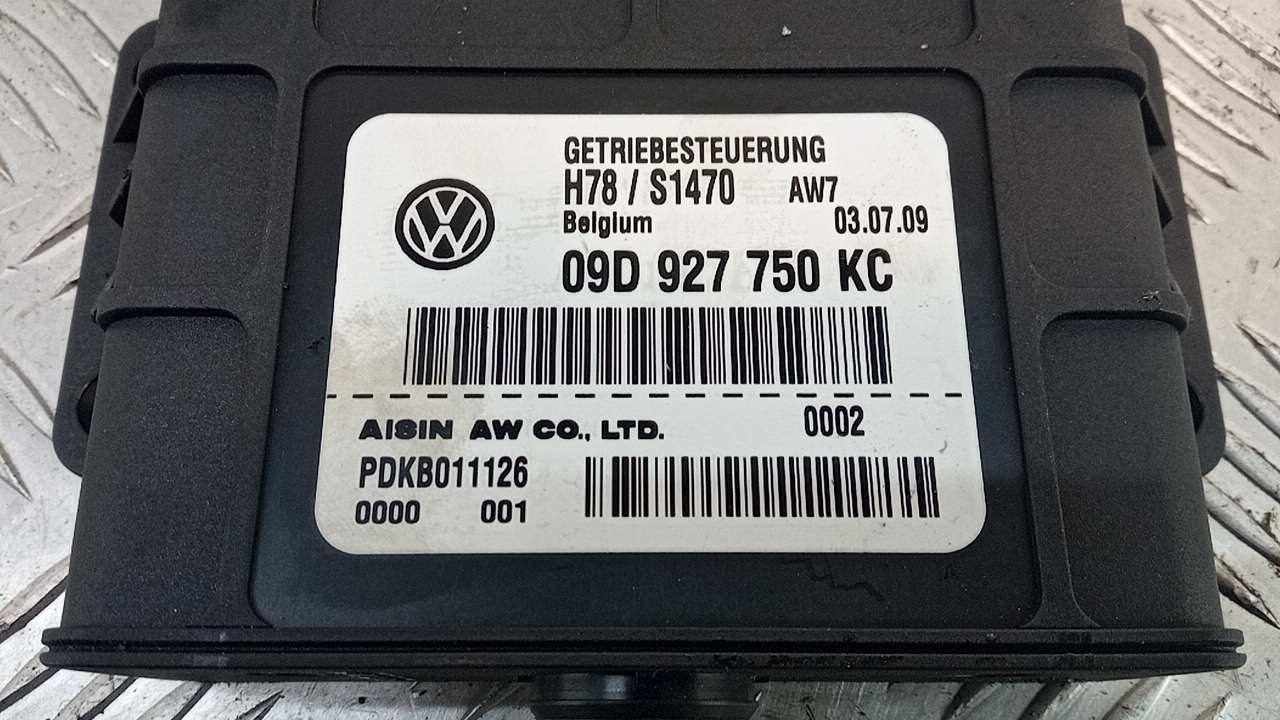 GETRIEBESTEUERUNG
H78 / S1470 AW7
Belgium 03.07.09
09D 927 750 KC
AISIN AW CO., LTD. 0002
PDKB011126
0000 001